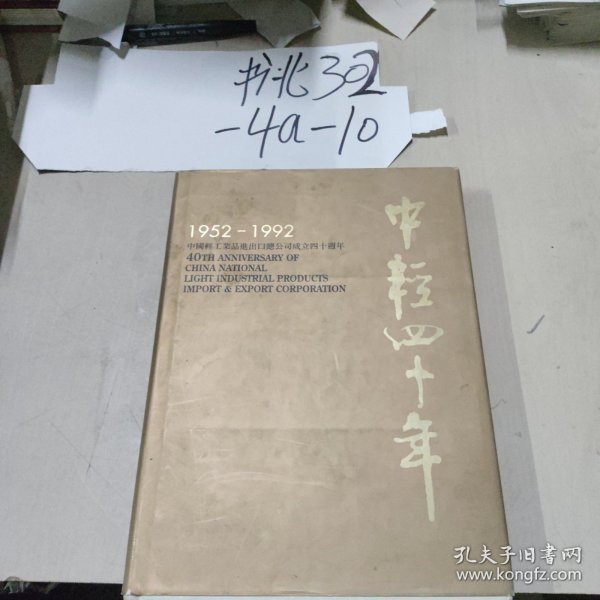 书北302
-4a-10
1952-1992
中國輕工業品進出口總公司成立四十週年
40TH ANNIVERSARY OF
CHINA NATIONAL
LIGHT INDUSTRIAL PRODUCTS
IMPORT & EXPORT CORPORATION
中輕四十年
孔夫子旧书网
www.kongfz.com